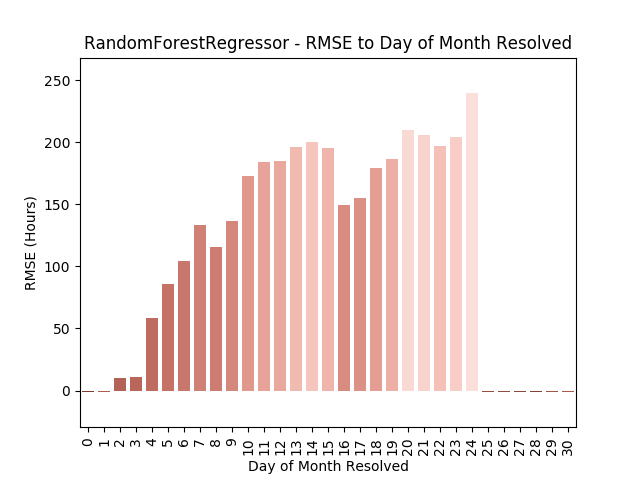 RandomForestRegressor - RMSE to Day of Month Resolved
250
200
150
100
50
0
RMSE (Hours)
0 1 2 3 4 5 6 7 8 9 10 11 12 13 14 15 16 17 18 19 20 21 22 23 24 25 26 27 28 29 30
Day of Month Resolved